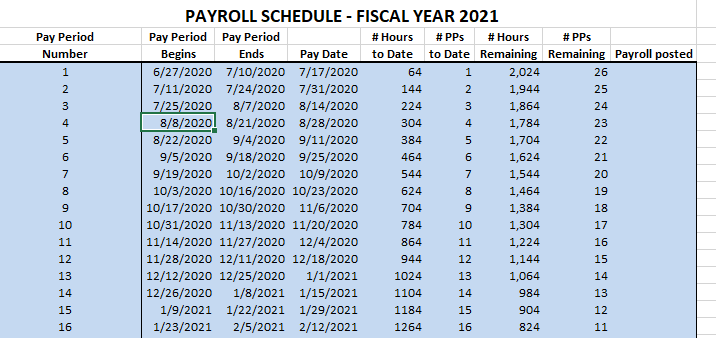 PAYROLL SCHEDULE - FISCAL YEAR 2021
Pay Period Pay Period Pay Period # Hours # PPs # Hours # PPs
Number Begins Ends Pay Date to Date to Date Remaining Remaining Payroll posted
1 6/27/2020 7/10/2020 7/17/2020 64 1 2,024 26
2 7/11/2020 7/24/2020 7/31/2020 144 2 1,944 25
3 7/25/2020 8/7/2020 8/14/2020 224 3 1,864 24
4 8/8/2020 8/21/2020 8/28/2020 304 4 1,784 23
5 8/22/2020 9/4/2020 9/11/2020 384 5 1,704 22
6 9/5/2020 9/18/2020 9/25/2020 464 6 1,624 21
7 9/19/2020 10/2/2020 10/9/2020 544 7 1,544 20
8 10/3/2020 10/16/2020 10/23/2020 624 8 1,464 19
9 10/17/2020 10/30/2020 11/6/2020 704 9 1,384 18
10 10/31/2020 11/13/2020 11/20/2020 784 10 1,304 17
11 11/14/2020 11/27/2020 12/4/2020 864 11 1,224 16
12 11/28/2020 12/11/2020 12/18/2020 944 12 1,144 15
13 12/12/2020 12/25/2020 1/1/2021 1024 13 1,064 14
14 12/26/2020 1/8/2021 1/15/2021 1104 14 984 13
15 1/9/2021 1/22/2021 1/29/2021 1184 15 904 12
16 1/23/2021 2/5/2021 2/12/2021 1264 16 824 11